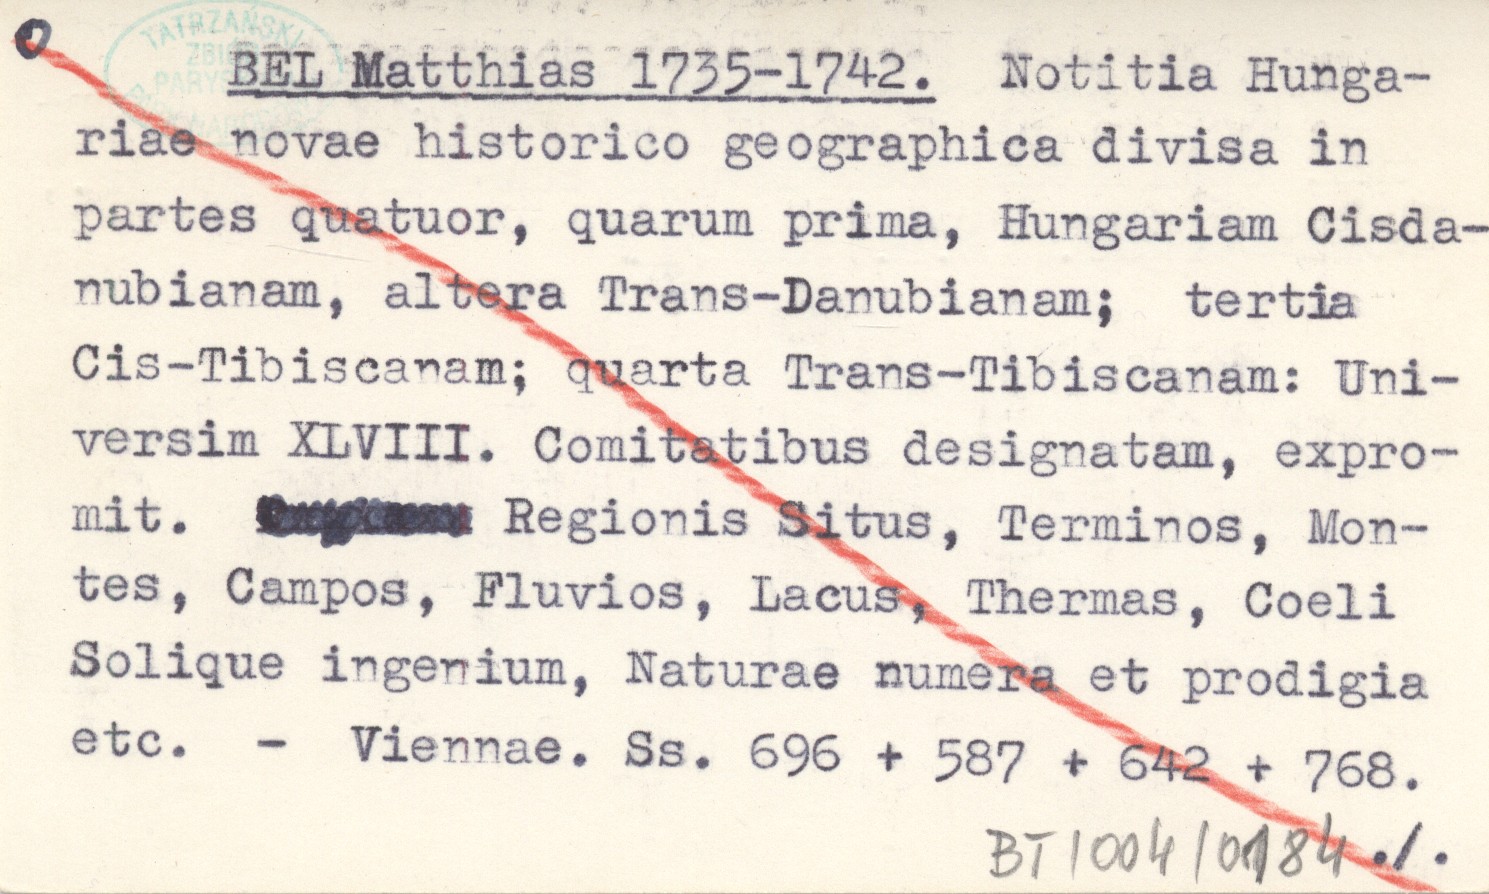 O
TATRZAŃSKI
BEL Matthias 1735-1742. Notitia Hunga-
riae novae historico geographica divisa in
partes quatuor, quarum prima, Hungariam Cisda-
nubianam, altera Trans-Danubianam; tertia
Cis-Tibiscanam; quarta Trans-Tibiscanam: Uni-
versim XLVIII. Comitatibus designatam, expro-
mit. Regionis Situs, Terminos, Mon-
tes, Campos, Fluvios, Lacus, Thermas, Coeli
Solique ingenium, Naturae numera et prodigia
etc. - Viennae. Ss. 696 + 587 + 642 + 768.
BT/004/0184 ./.